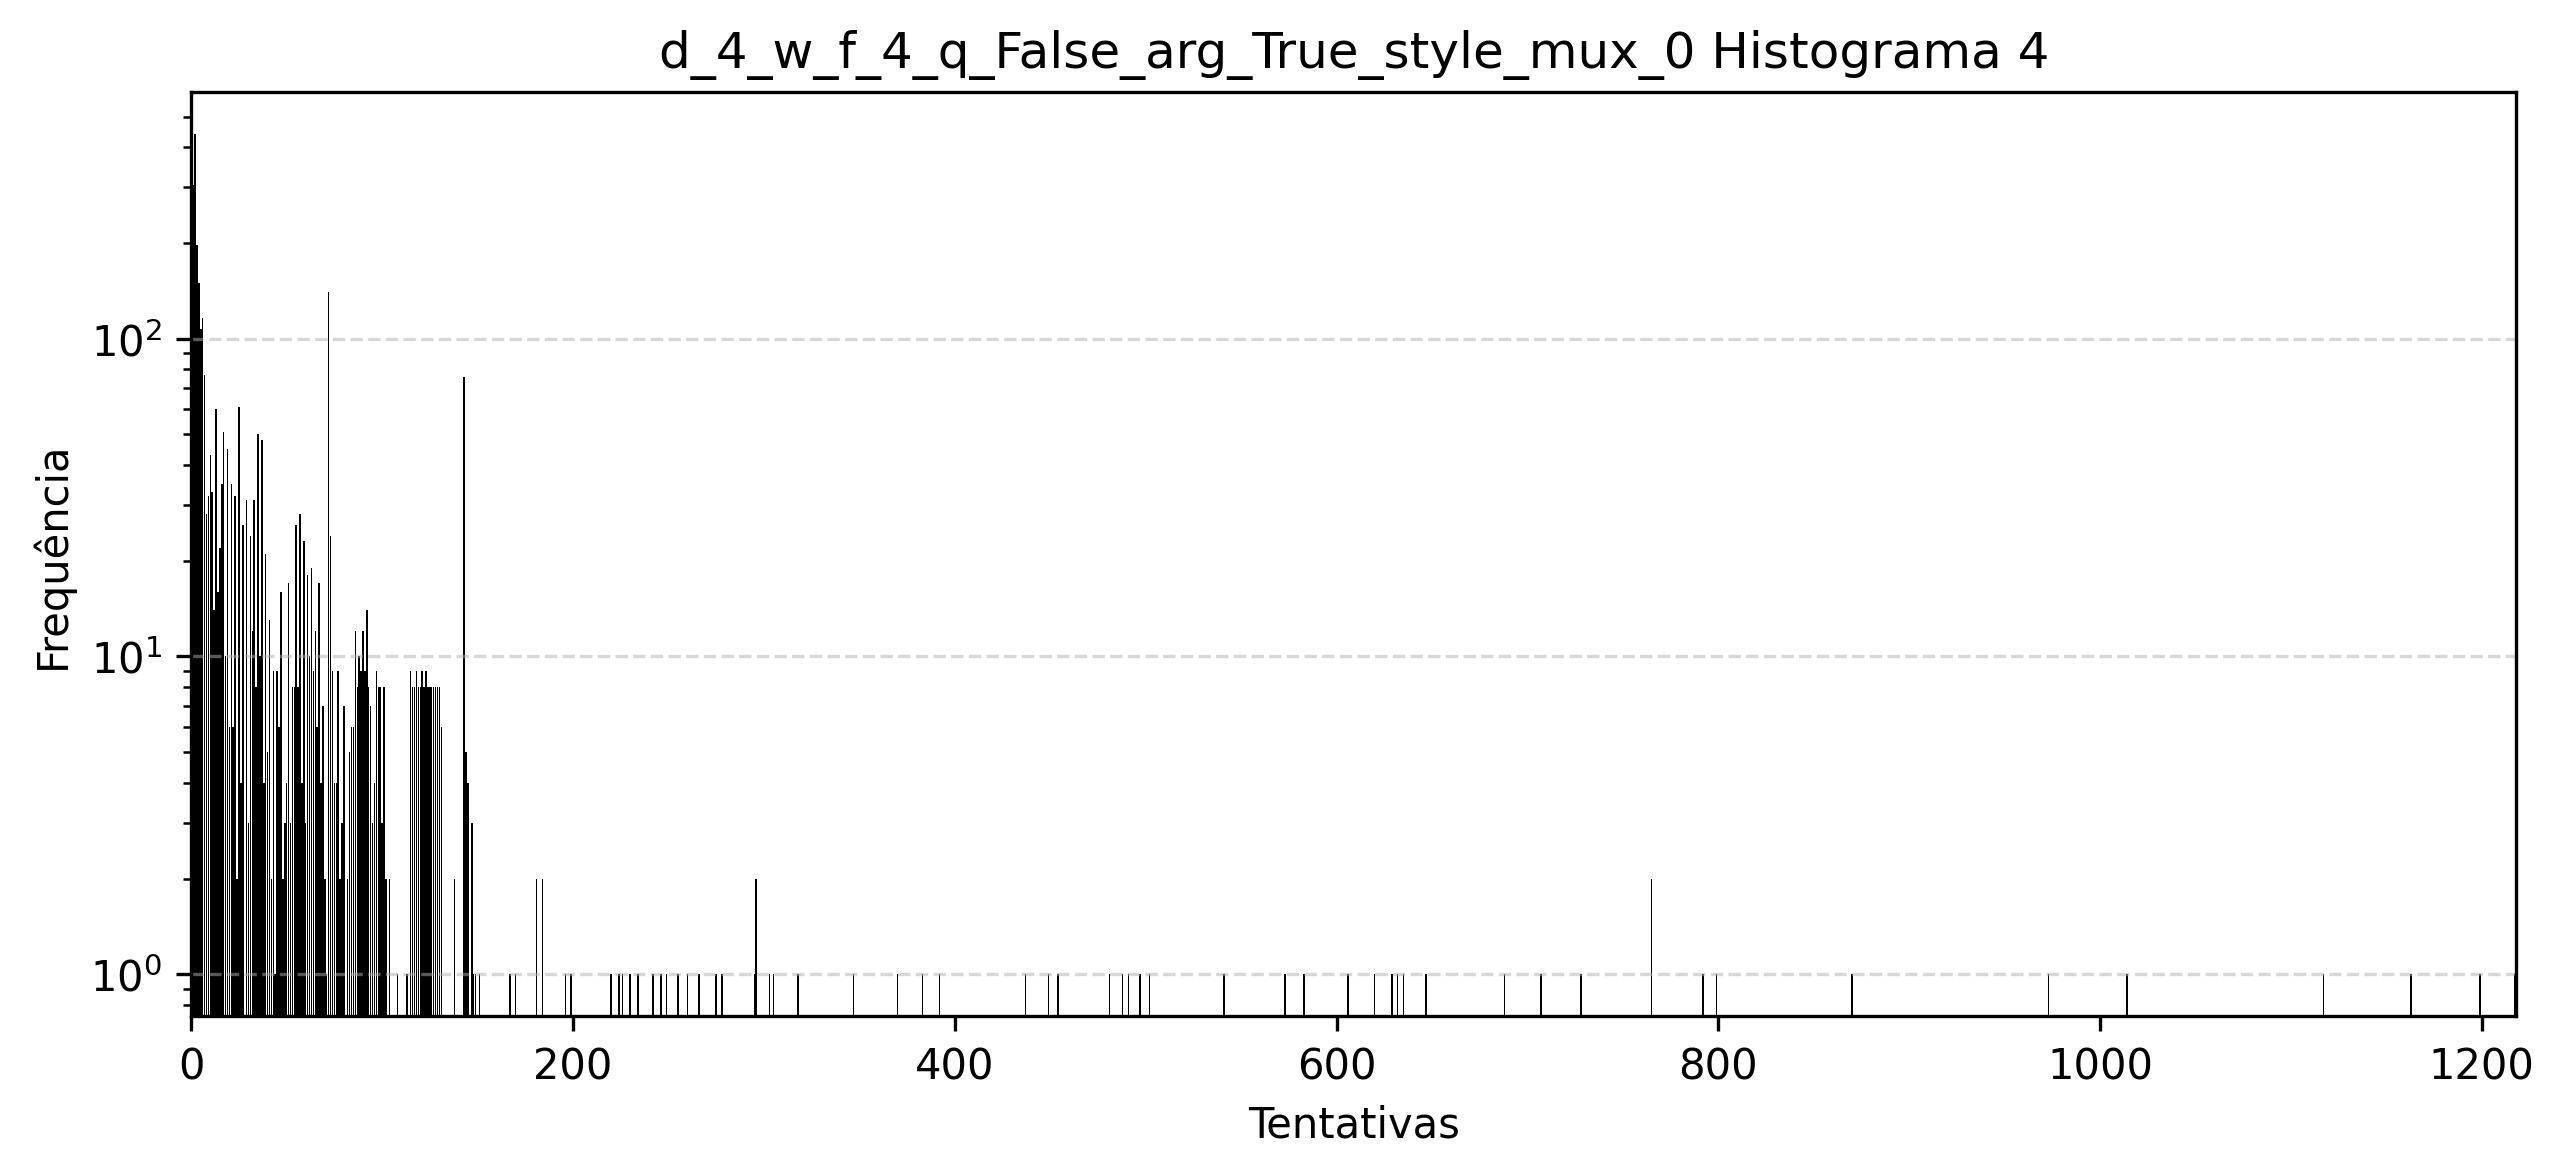 d_4_w_f_4_q_False_arg_True_style_mux_0 Histograma 4
Frequência
10²
10¹
10⁰
0 200 400 600 800 1000 1200
Tentativas